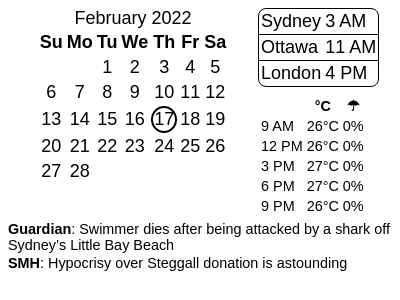 February 2022
Su Mo Tu We Th Fr Sa
1 2 3 4 5
6 7 8 9 10 11 12
13 14 15 16 17 18 19
20 21 22 23 24 25 26
27 28
Sydney 3 AM
Ottawa 11 AM
London 4 PM
°C ☂
9 AM 26°C 0%
12 PM 26°C 0%
3 PM 27°C 0%
6 PM 27°C 0%
9 PM 26°C 0%
Guardian: Swimmer dies after being attacked by a shark off
Sydney’s Little Bay Beach
SMH: Hypocrisy over Steggall donation is astounding